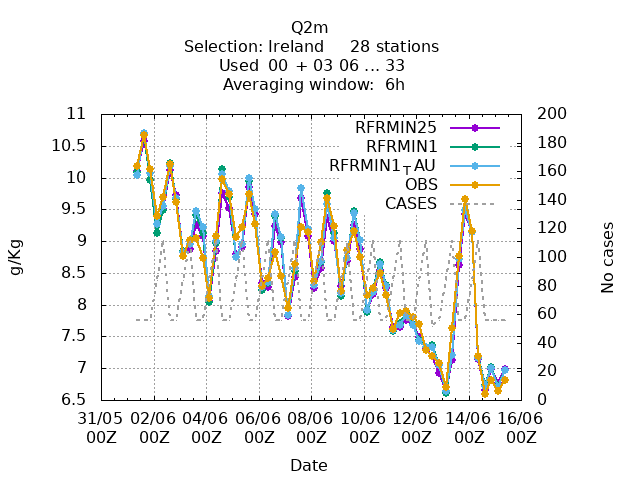 Q2m
Selection: Ireland 28 stations
Used 00 + 03 06 ... 33
Averaging window: 6h
g/Kg
11
10.5
10
9.5
9
8.5
8
7.5
7
6.5
RFRMIN25
RFRMIN1
RFRMIN1TAU
OBS
CASES
200
180
160
140
120
100
80
60
40
20
0
No cases
31/05 02/06 04/06 06/06 08/06 10/06 12/06 14/06 16/06
00Z 00Z 00Z 00Z 00Z 00Z 00Z 00Z 00Z
Date